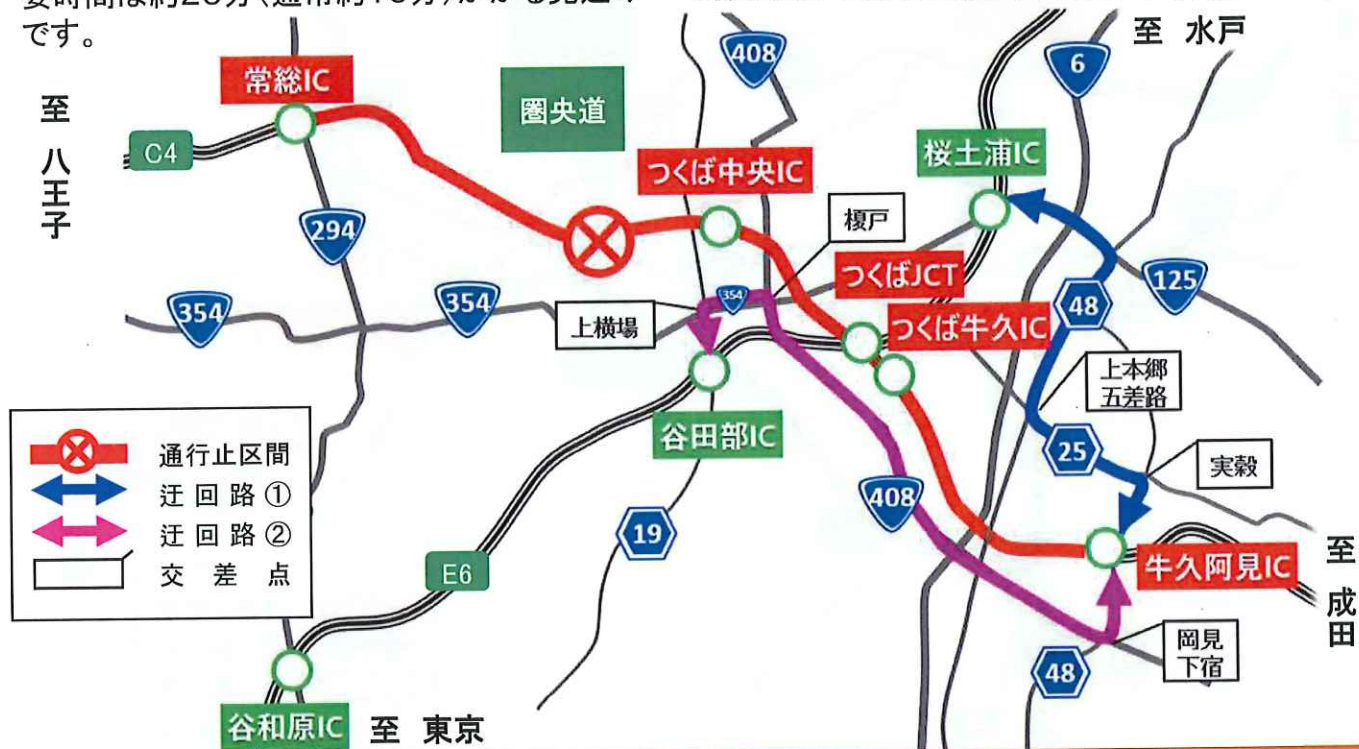 です。
至 水戸
408
6
常総IC
圏央道
至 八王子
C4
つくば中央IC
桜土浦IC
榎戸
294
つくばJCT
354
354
354
上横場
つくば牛久IC
48
125
上本郷
五差路
谷田部IC
25
実穀
通行止区間
迂回路①
迂回路②
交差点
408
19
E6
牛久阿見IC
至 成田
岡見
下宿
48
谷和原IC
至 東京